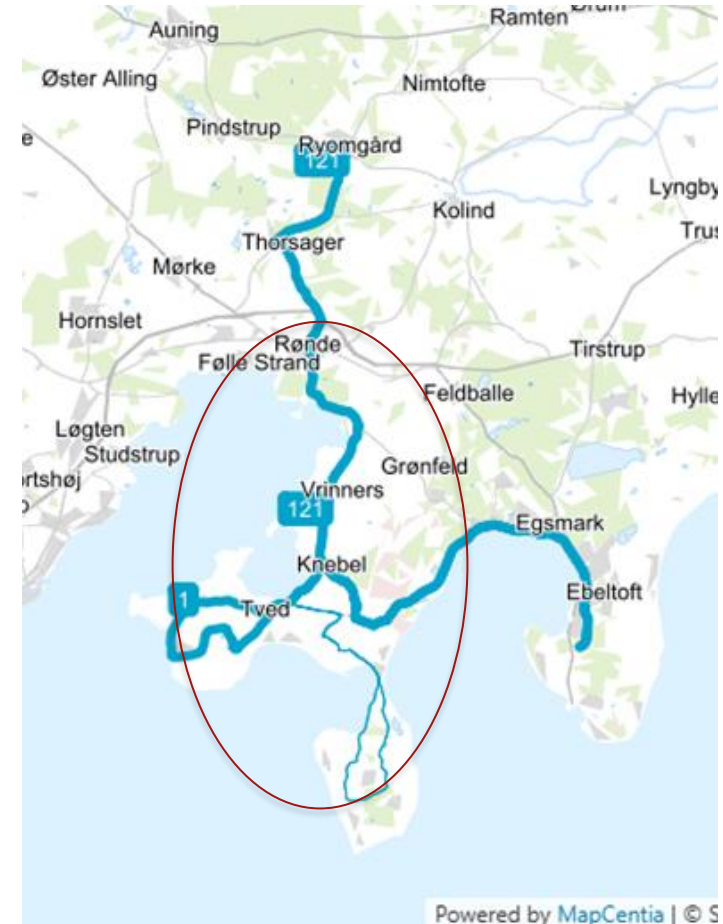 Ramten
Auning
Øster Alling
Nimtofte
Pindstrup
Ryomgård
121
Lyngby
Kolind
Thorsager
Mørke
Hornslet
Rønde
Følle Strand
Tirstrup
Feldballe
Løgten
Studstrup
Grønfeld
Vrinners
121
Egsmark
Knebel
1
Tved
Ebeltoft
Powered by MapCentia | © S